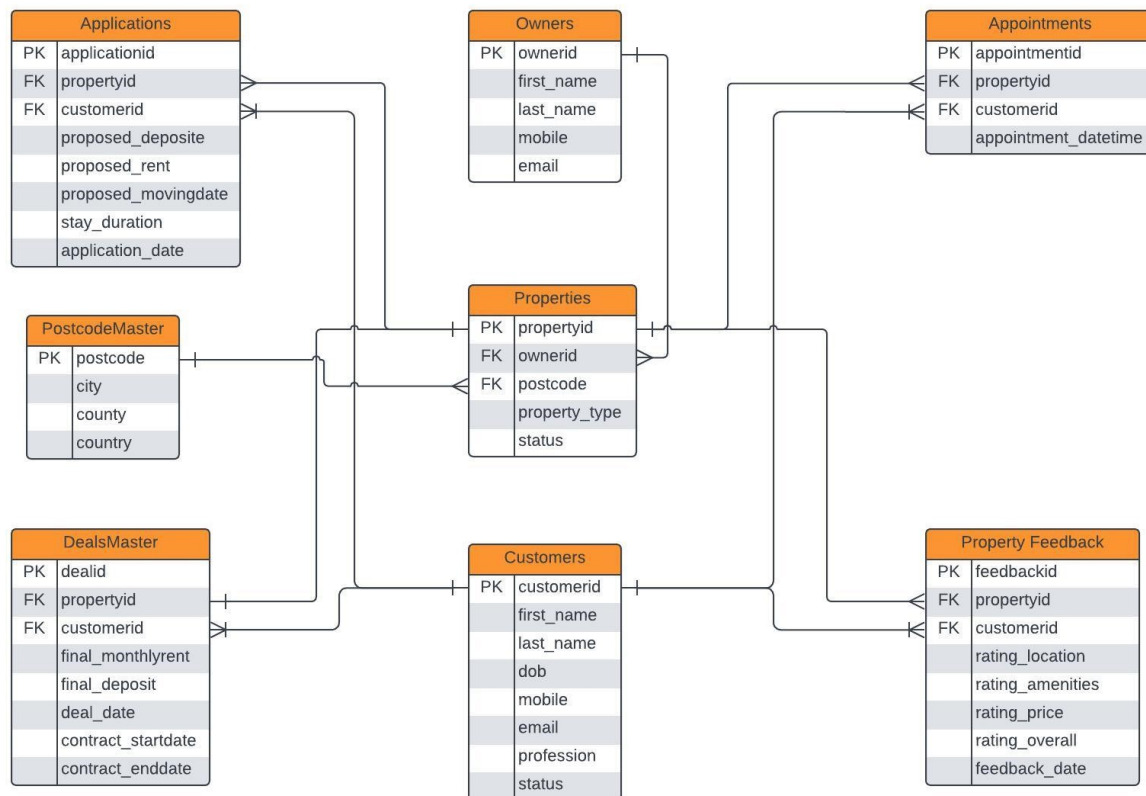 Applications
PK applicationid
FK propertyid
FK customerid
proposed_deposite
proposed_rent
proposed_movingdate
stay_duration
application_date
Owners
PK ownerid
first_name
last_name
mobile
email
Appointments
PK appointmentid
FK propertyid
FK customerid
appointment_datetime
PostcodeMaster
PK postcode
city
county
country
Properties
PK propertyid
FK ownerid
FK postcode
property_type
status
DealsMaster
PK dealid
FK propertyid
FK customerid
final_monthlyrent
final_deposit
deal_date
contract_startdate
contract_enddate
Customers
PK customerid
first_name
last_name
dob
mobile
email
profession
status
Property Feedback
PK feedbackid
FK propertyid
FK customerid
rating_location
rating_amenities
rating_price
rating_overall
feedback_date